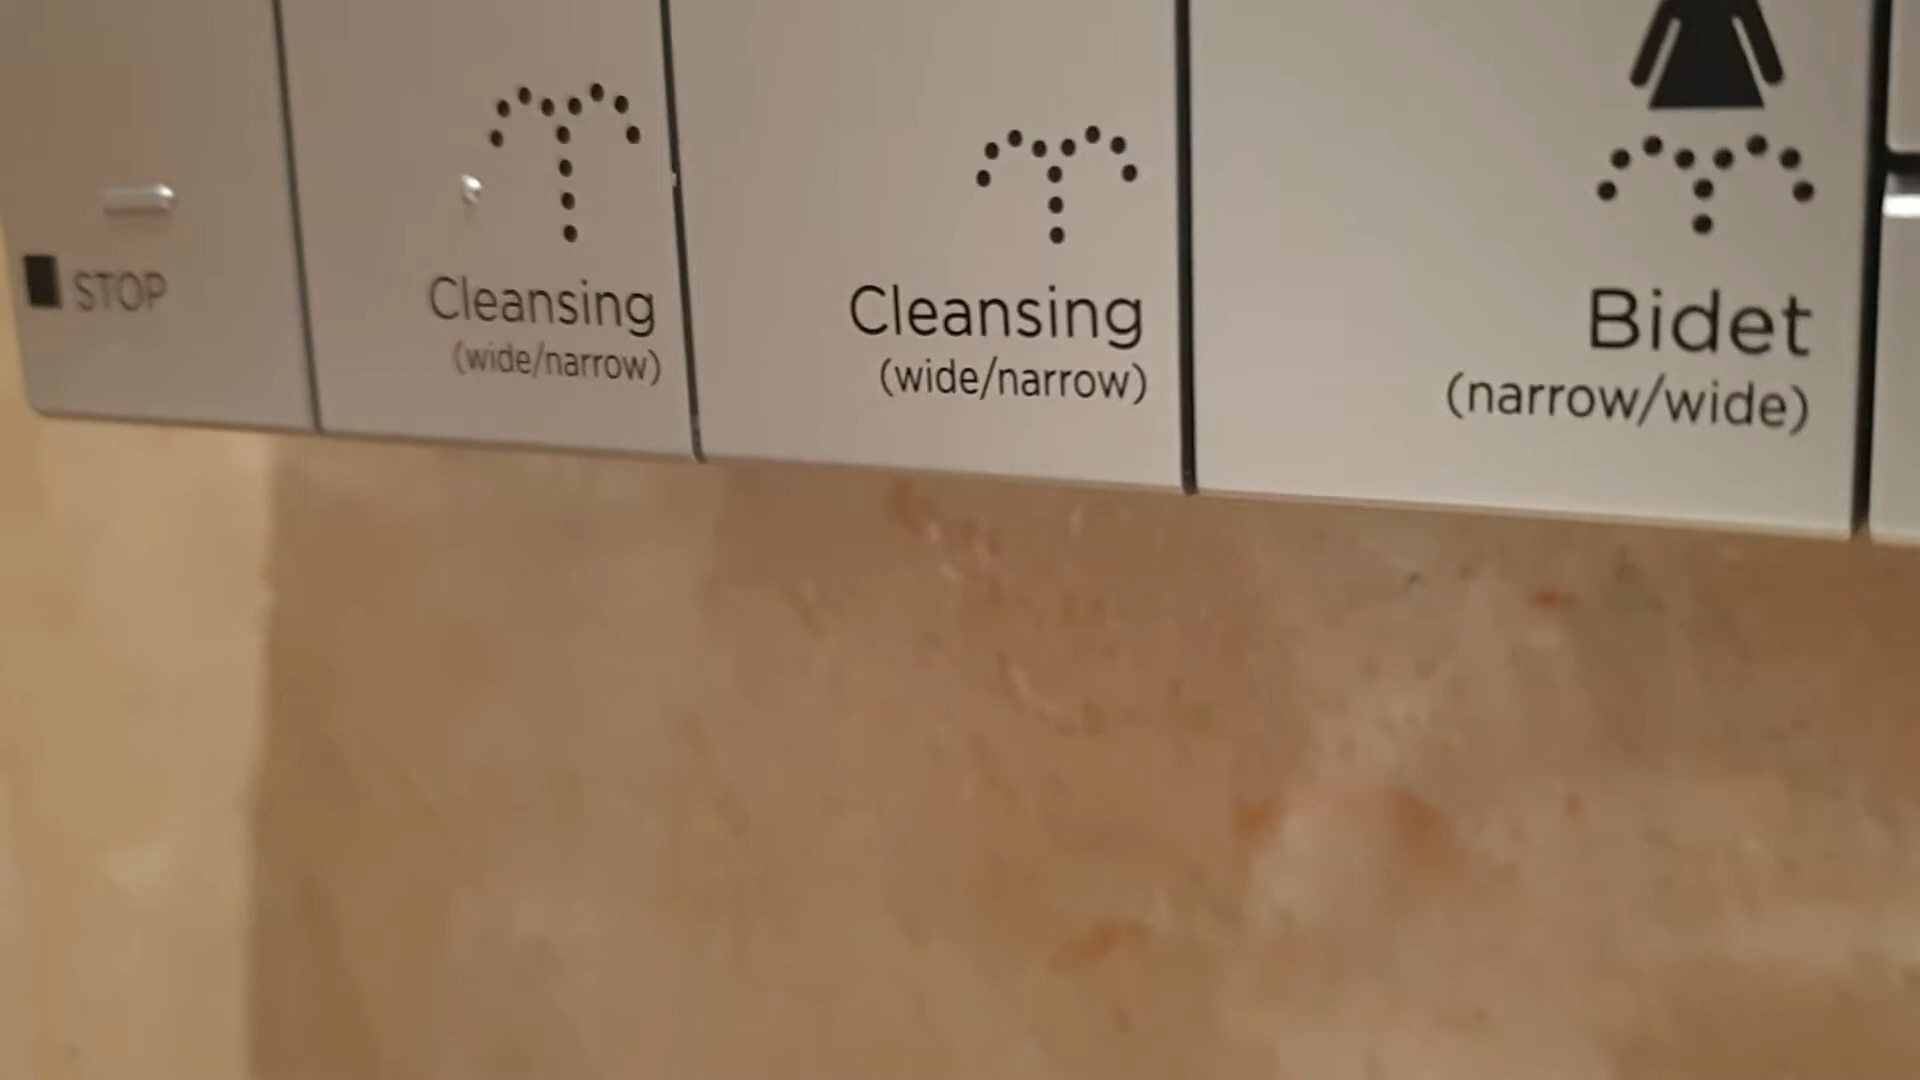 STOP
Cleansing
(wide/narrow)
Cleansing
(wide/narrow)
Bidet
(narrow/wide)